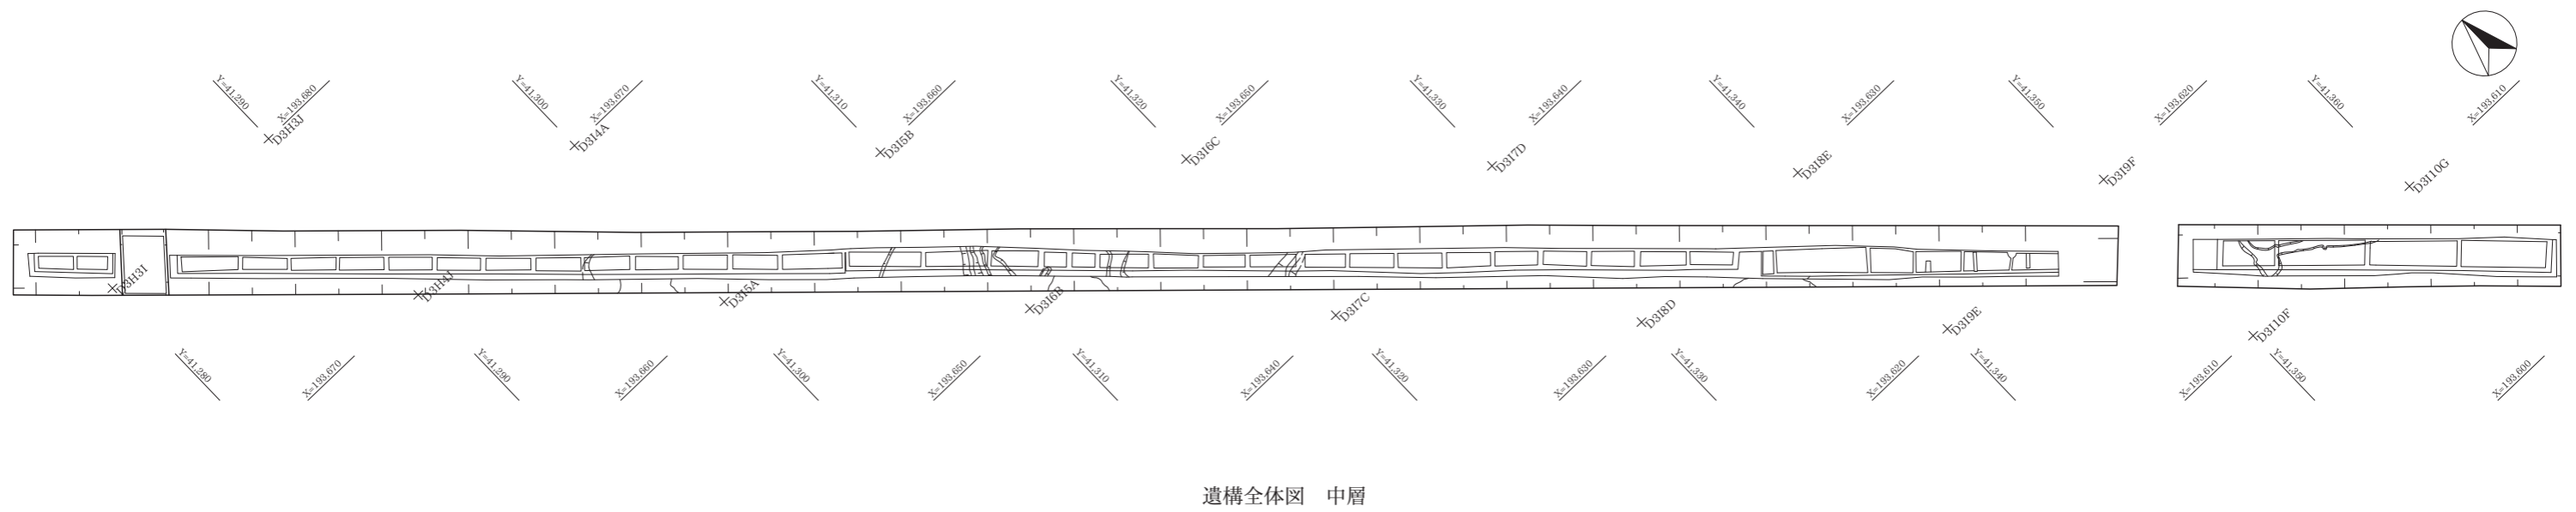 Y=41,290
X=193,680
Y=41,300
X=193,670
Y=41,310
X=193,660
Y=41,320
X=193,650
Y=41,330
X=193,640
Y=41,340
X=193,630
Y=41,350
X=193,620
Y=41,360
X=193,610
D3H3J
D3I4A
D3I5B
D3I6C
D3I7D
D3I8E
D3I9F
D3I10G
D3H3I
D3H4J
D3I5A
D3I6B
D3I7C
D3I8D
D3I9E
D3I10F
Y=41,280
X=193,670
Y=41,290
X=193,660
Y=41,300
X=193,650
Y=41,310
X=193,640
Y=41,320
X=193,630
Y=41,330
X=193,620
Y=41,340
X=193,610
Y=41,350
X=193,600
遺構全体図　中層